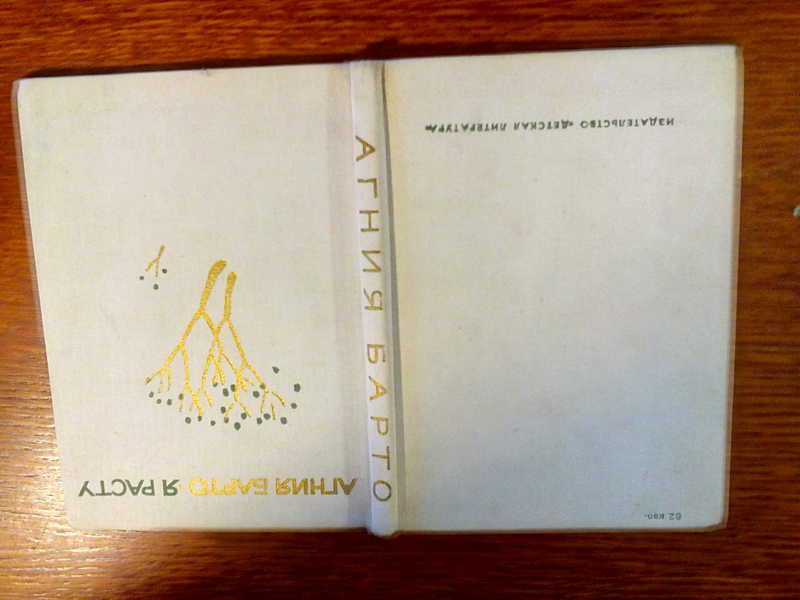 АГНИЯ БАРТО Я РАСТУ
АГНИЯ БАРТО
62 коп.
ИЗДАТЕЛЬСТВО «ДЕТСКАЯ ЛИТЕРАТУРА»